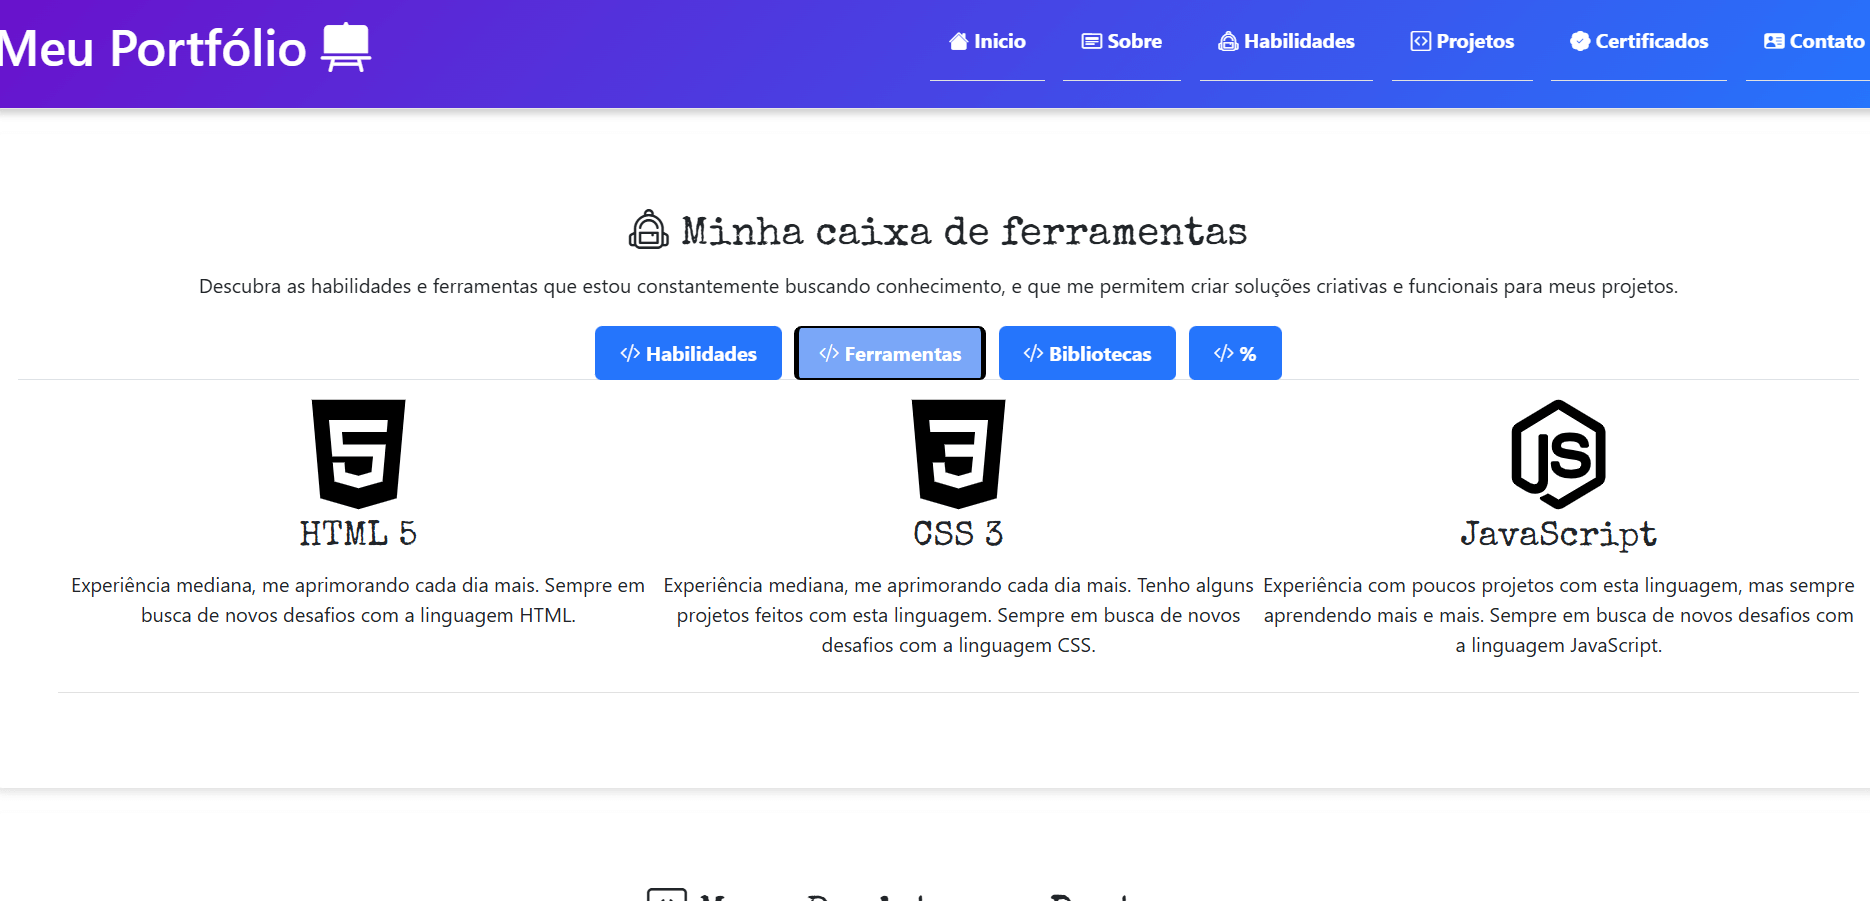 Meu Portfólio
Inicio
Sobre
Habilidades
Projetos
Certificados
Contato
Minha caixa de ferramentas
Descubra as habilidades e ferramentas que estou constantemente buscando conhecimento, e que me permitem criar soluções criativas e funcionais para meus projetos.
</> Habilidades
</> Ferramentas
</> Bibliotecas
</> %
HTML 5
Experiência mediana, me aprimorando cada dia mais. Sempre em
busca de novos desafios com a linguagem HTML.
CSS 3
Experiência mediana, me aprimorando cada dia mais. Tenho alguns
projetos feitos com esta linguagem. Sempre em busca de novos
desafios com a linguagem CSS.
JS
JavaScript
Experiência com poucos projetos com esta linguagem, mas sempre
aprendendo mais e mais. Sempre em busca de novos desafios com
a linguagem JavaScript.